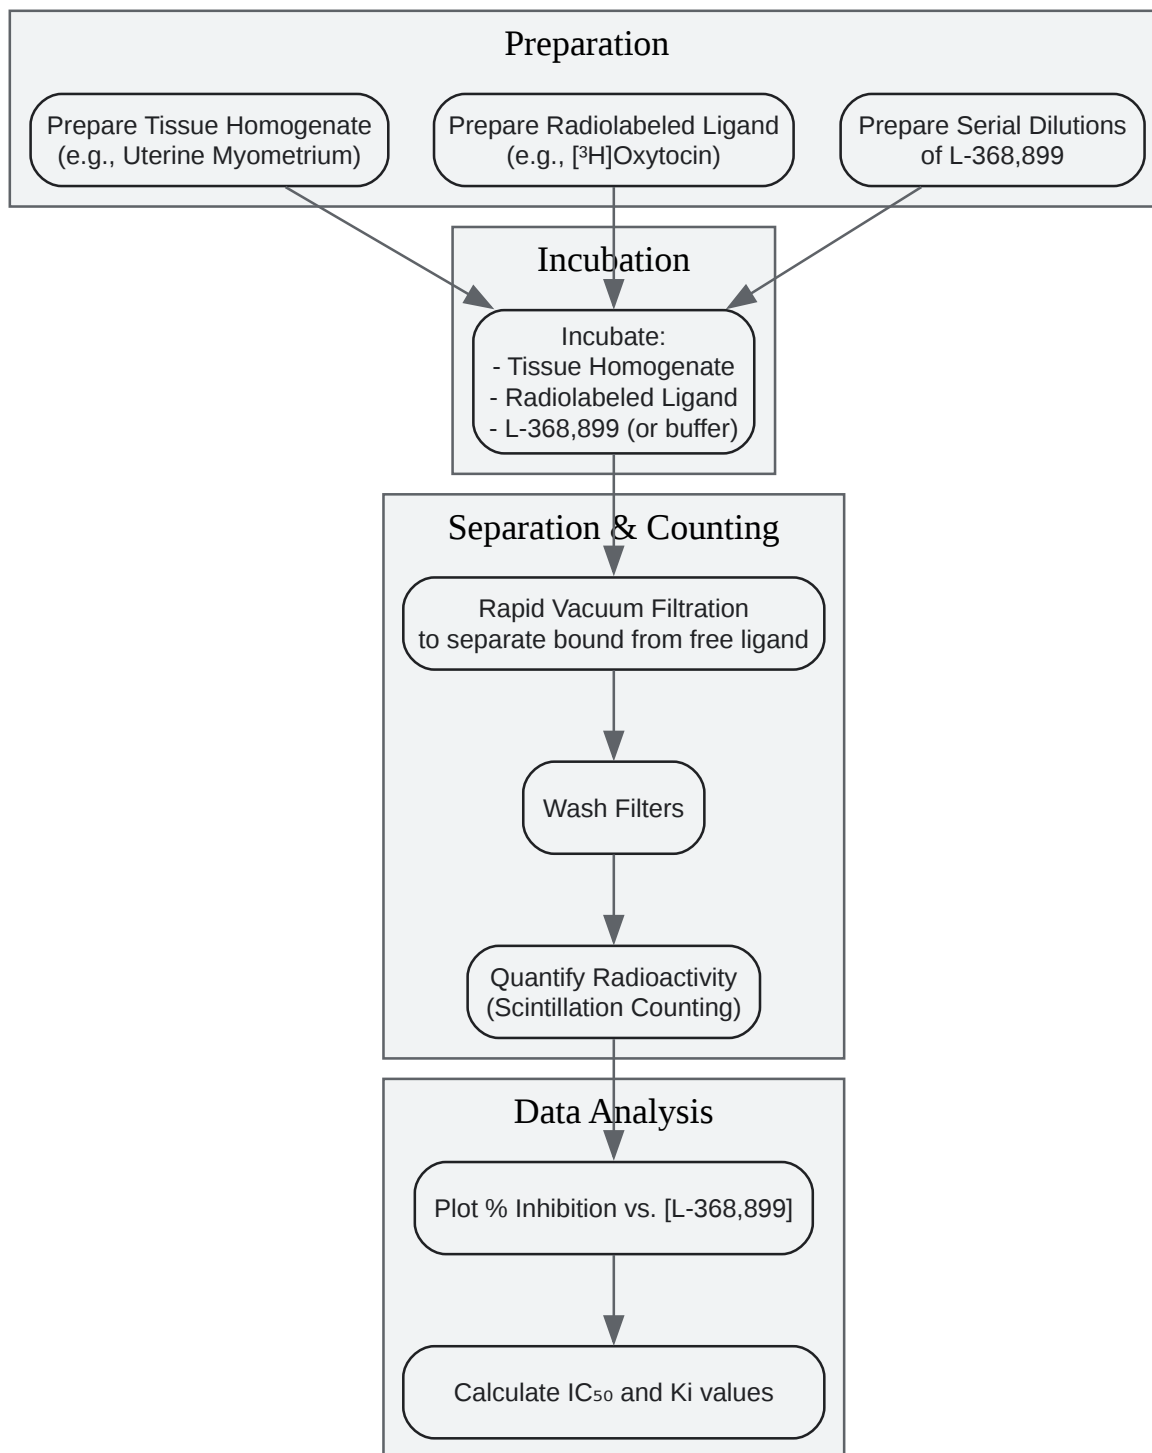 Preparation
Prepare Tissue Homogenate
(e.g., Uterine Myometrium)
Prepare Radiolabeled Ligand
(e.g., [³H]Oxytocin)
Prepare Serial Dilutions
of L-368,899
Incubation
Incubate:
- Tissue Homogenate
- Radiolabeled Ligand
- L-368,899 (or buffer)
Separation & Counting
Rapid Vacuum Filtration
to separate bound from free ligand
Wash Filters
Quantify Radioactivity
(Scintillation Counting)
Data Analysis
Plot % Inhibition vs. [L-368,899]
Calculate IC₅₀ and Ki values